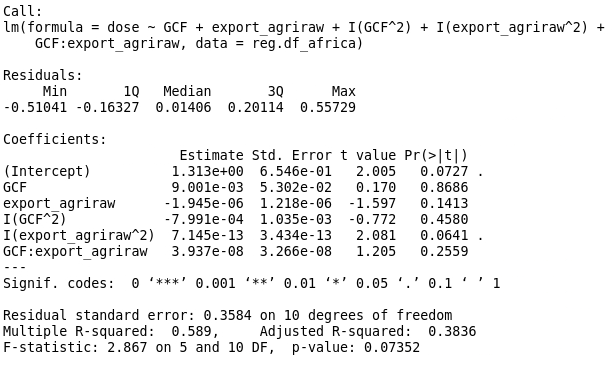 Call:
lm(formula = dose ~ GCF + export_agriraw + I(GCF^2) + I(export_agriraw^2) +
    GCF:export_agriraw, data = reg.df_africa)

Residuals:
     Min       1Q   Median       3Q      Max
-0.51041 -0.16327  0.01406  0.20114  0.55729

Coefficients:
                      Estimate Std. Error t value Pr(>|t|)
(Intercept)          1.313e+00  6.546e-01   2.005   0.0727 .
GCF                  9.001e-03  5.302e-02   0.170   0.8686
export_agriraw      -1.945e-06  1.218e-06  -1.597   0.1413
I(GCF^2)            -7.991e-04  1.035e-03  -0.772   0.4580
I(export_agriraw^2)  7.145e-13  3.434e-13   2.081   0.0641 .
GCF:export_agriraw   3.937e-08  3.266e-08   1.205   0.2559
---
Signif. codes:  0 ‘***’ 0.001 ‘**’ 0.01 ‘*’ 0.05 ‘.’ 0.1 ‘ ’ 1

Residual standard error: 0.3584 on 10 degrees of freedom
Multiple R-squared:  0.589,     Adjusted R-squared:  0.3836
F-statistic: 2.867 on 5 and 10 DF,  p-value: 0.07352